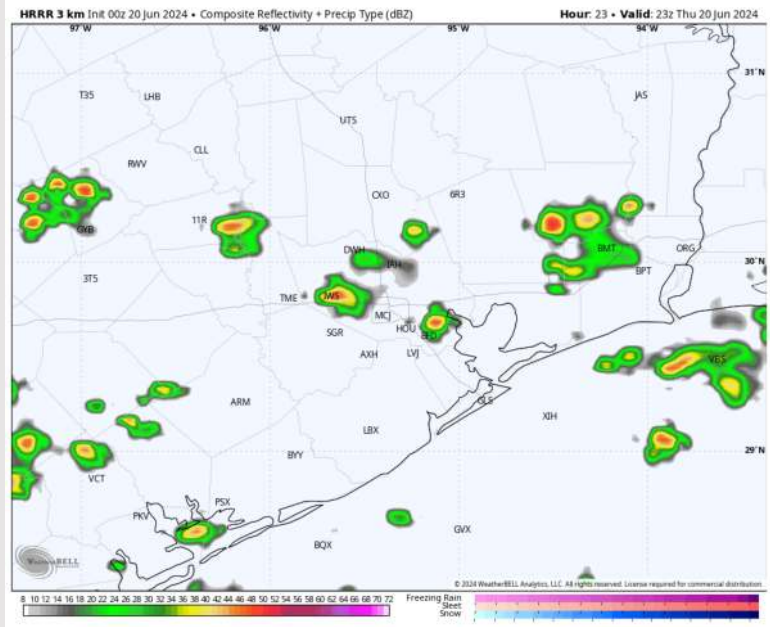 HRRR 3 km Init 00z 20 Jun 2024 • Composite Reflectivity + Precip Type (dBZ) Hour: 23 • Valid: 23z Thu 20 Jun 2024
97°W 96°W 95°W 94°W
31°N
T35 LHB JAS
UTS
CLL
RWV
OXO 6R3
11R
GYB
DWH BMT ORG
IAH
30°N
BPT
3T5
TME IWS
MCJ
SGR HOU
AXH LVJ VBS
ARM GLS
XIH
LBX
29°N
BYY
VCT
PSX
PKV
GVX
BQX
WeatherBELL
© 2024 WeatherBELL Analytics, LLC. All rights reserved. License required for commercial distribution.
8 10 12 14 16 18 20 22 24 26 28 30 32 34 36 38 40 42 44 46 48 50 52 54 56 58 60 62 64 66 68 70 72
Freezing Rain
Sleet
Snow